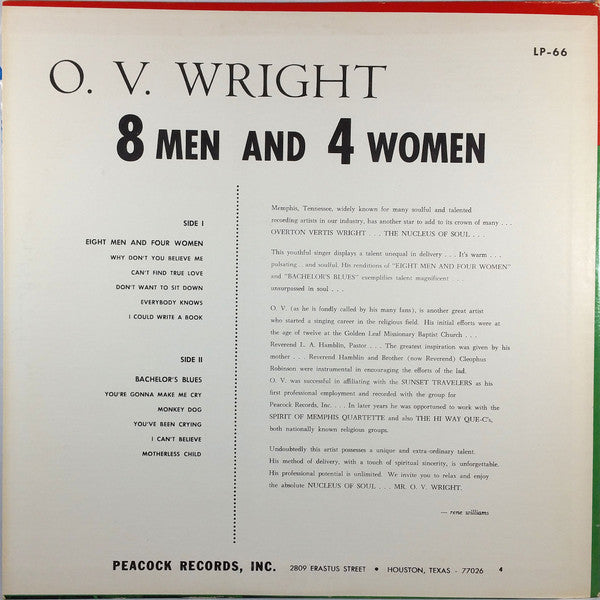 LP-66
O. V. WRIGHT
8 MEN AND 4 WOMEN
SIDE I
EIGHT MEN AND FOUR WOMEN
WHY DON'T YOU BELIEVE ME
CAN'T FIND TRUE LOVE
DON'T WANT TO SIT DOWN
EVERYBODY KNOWS
I COULD WRITE A BOOK
SIDE II
BACHELOR'S BLUES
YOU'RE GONNA MAKE ME CRY
MONKEY DOG
YOU'VE BEEN CRYING
I CAN'T BELIEVE
MOTHERLESS CHILD
Memphis, Tennessee, widely known for many soulful and talented
recording artists in our industry, has another star to add to its crown of many . . .
OVERTON VERTIS WRIGHT . . . THE NUCLEUS OF SOUL . . .
This youthful singer displays a talent unequal in delivery . . . It's warm . . .
pulsating . . . and soulful. His renditions of "EIGHT MEN AND FOUR WOMEN"
and "BACHELOR'S BLUES" exemplifies talent magnificent . . .
unsurpassed in soul . . .
O. V. (as he is fondly called by his many fans), is another great artist
who started a singing career in the religious field. His initial efforts were at
the age of twelve at the Golden Leaf Missionary Baptist Church . . .
Reverend L. A. Hamblin, Pastor . . . The greatest inspiration was given by his
mother . . . Reverend Hamblin and Brother (now Reverend) Cleophus
Robinson were instrumental in encouraging the efforts of the lad.
O. V. was successful in affiliating with the SUNSET TRAVELERS as his
first professional employment and recorded with the group for
Peacock Records, Inc. . . . In later years he was opportuned to work with the
SPIRIT OF MEMPHIS QUARTETTE and also THE HI WAY QUE-C's,
both nationally known religious groups.
Undoubtedly this artist possesses a unique and extra-ordinary talent.
His method of delivery, with a touch of spiritual sincerity, is unforgettable.
His professional potential is unlimited. We invite you to relax and enjoy
the absolute NUCLEUS OF SOUL . . . MR. O. V. WRIGHT.
— rene williams
PEACOCK RECORDS, INC. 2809 ERASTUS STREET • HOUSTON, TEXAS - 77026 4